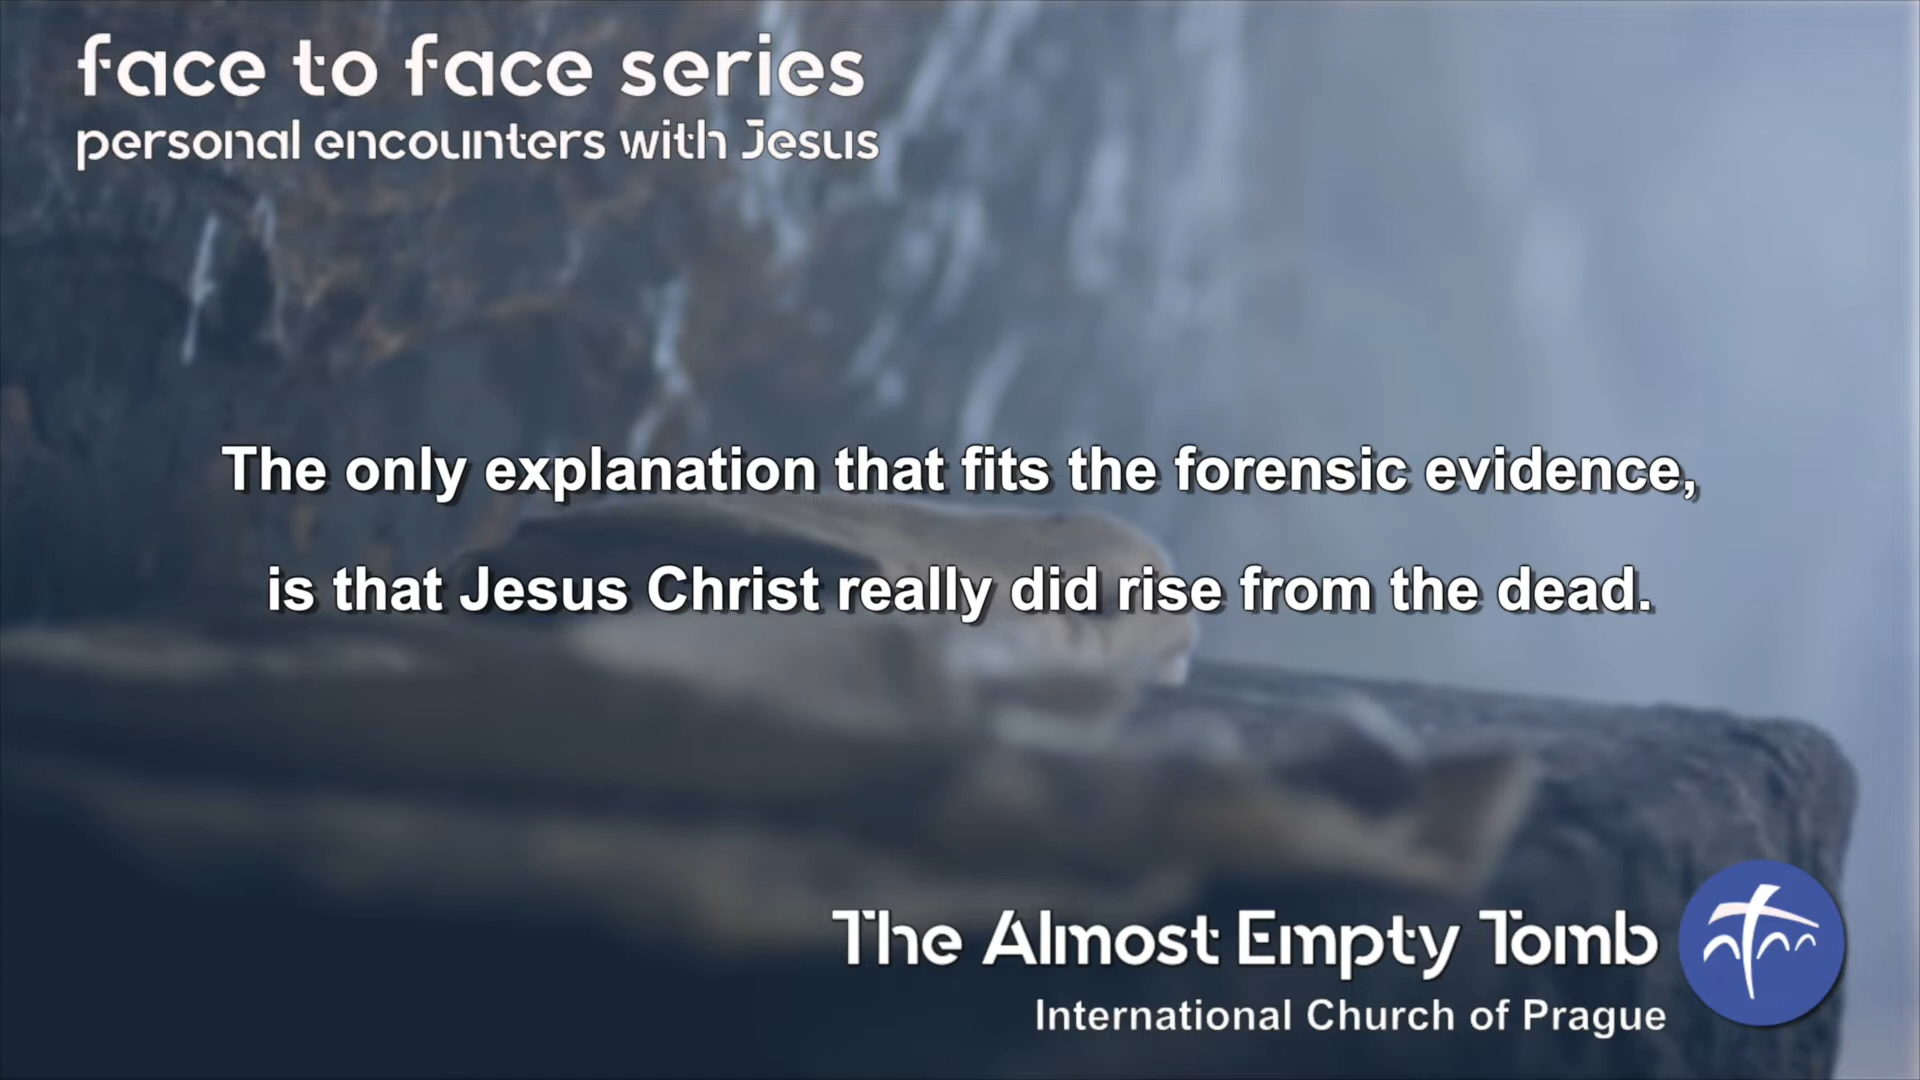 face to face series
personal encounters with Jesus
The only explanation that fits the forensic evidence,
is that Jesus Christ really did rise from the dead.
The Almost Empty Tomb
International Church of Prague